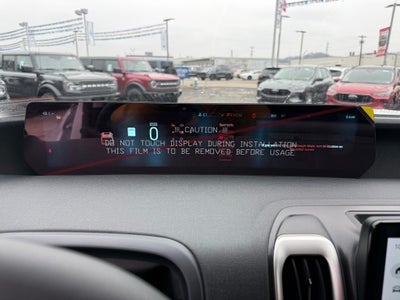 0
!!! CAUTION !!!
DO NOT TOUCH DISPLAY DURING INSTALLATION
THIS FILM IS TO BE REMOVED BEFORE USAGE